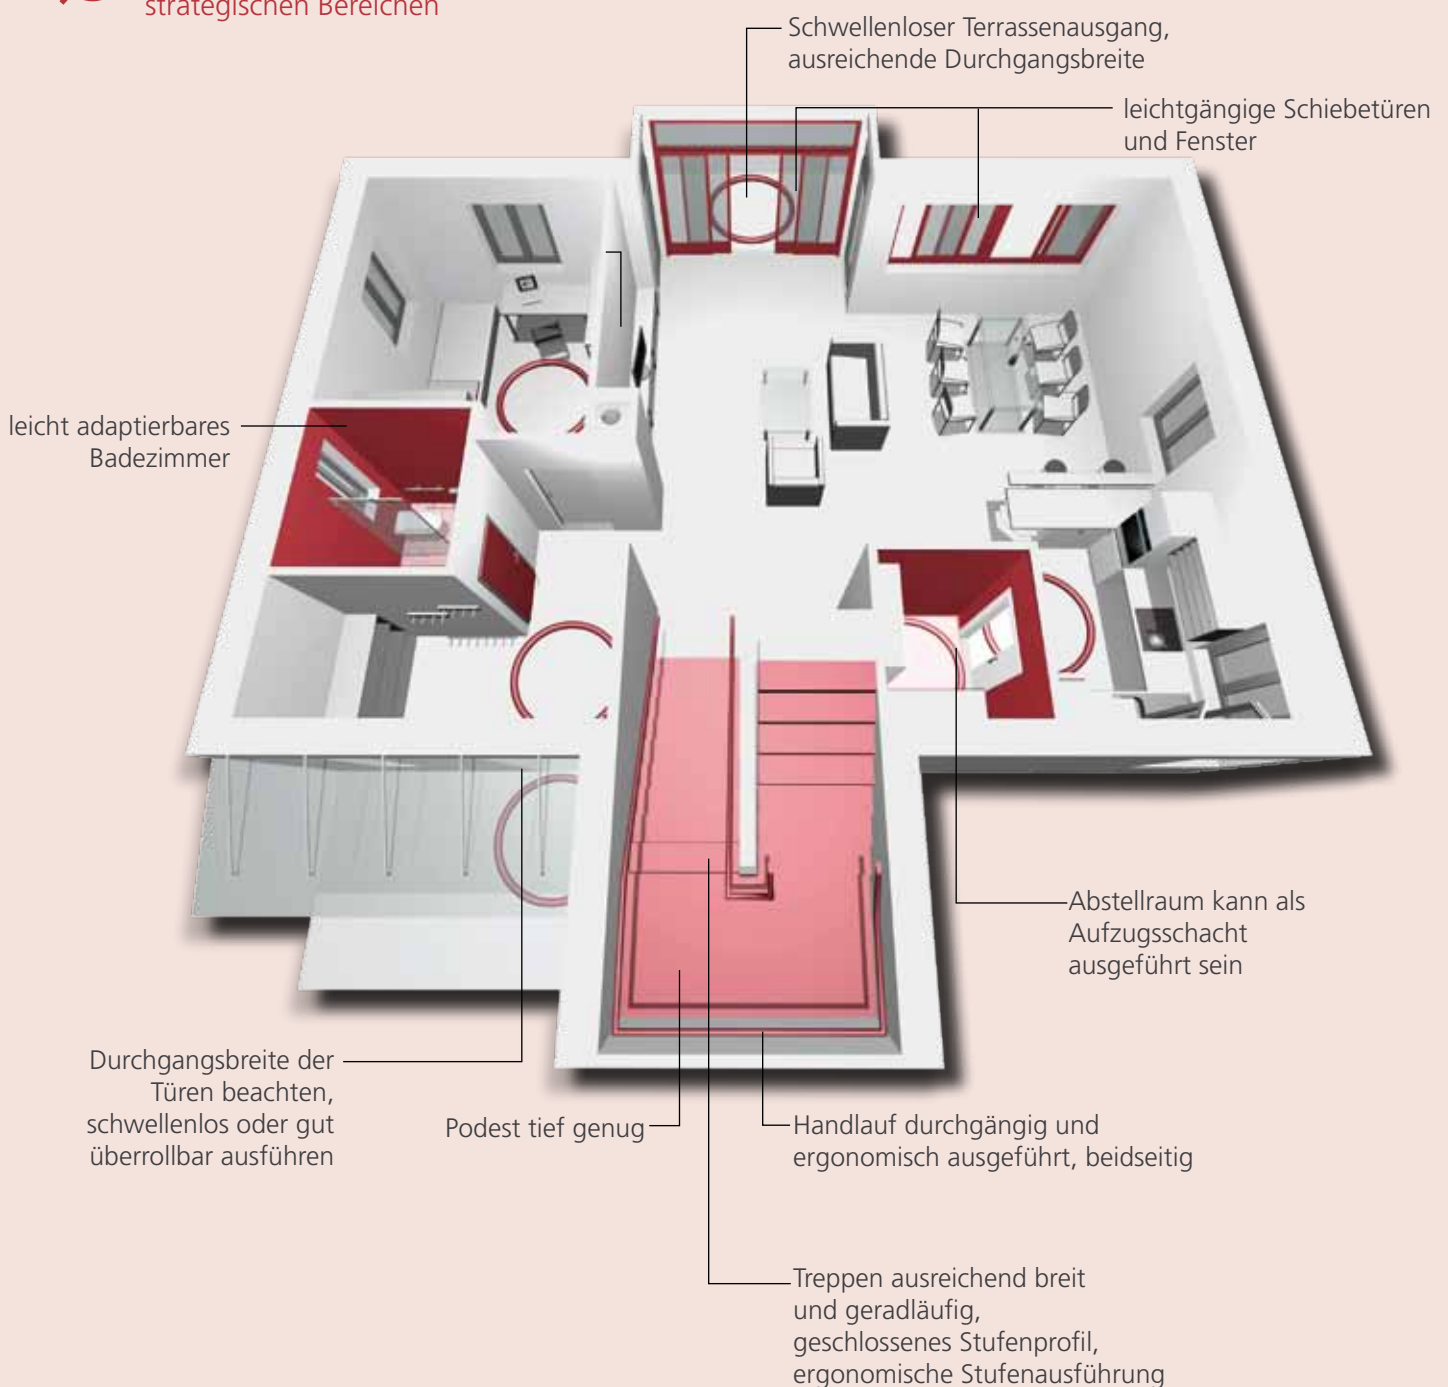 strategischen Bereichen
Schwellenloser Terrassenausgang,
ausreichende Durchgangsbreite
leichtgängige Schiebetüren
und Fenster
leicht adaptierbares
Badezimmer
Abstellraum kann als
Aufzugsschacht
ausgeführt sein
Durchgangsbreite der
Türen beachten,
schwellenlos oder gut
überrollbar ausführen
Podest tief genug
Handlauf durchgängig und
ergonomisch ausgeführt, beidseitig
Treppen ausreichend breit
und geradläufig,
geschlossenes Stufenprofil,
ergonomische Stufenausführung